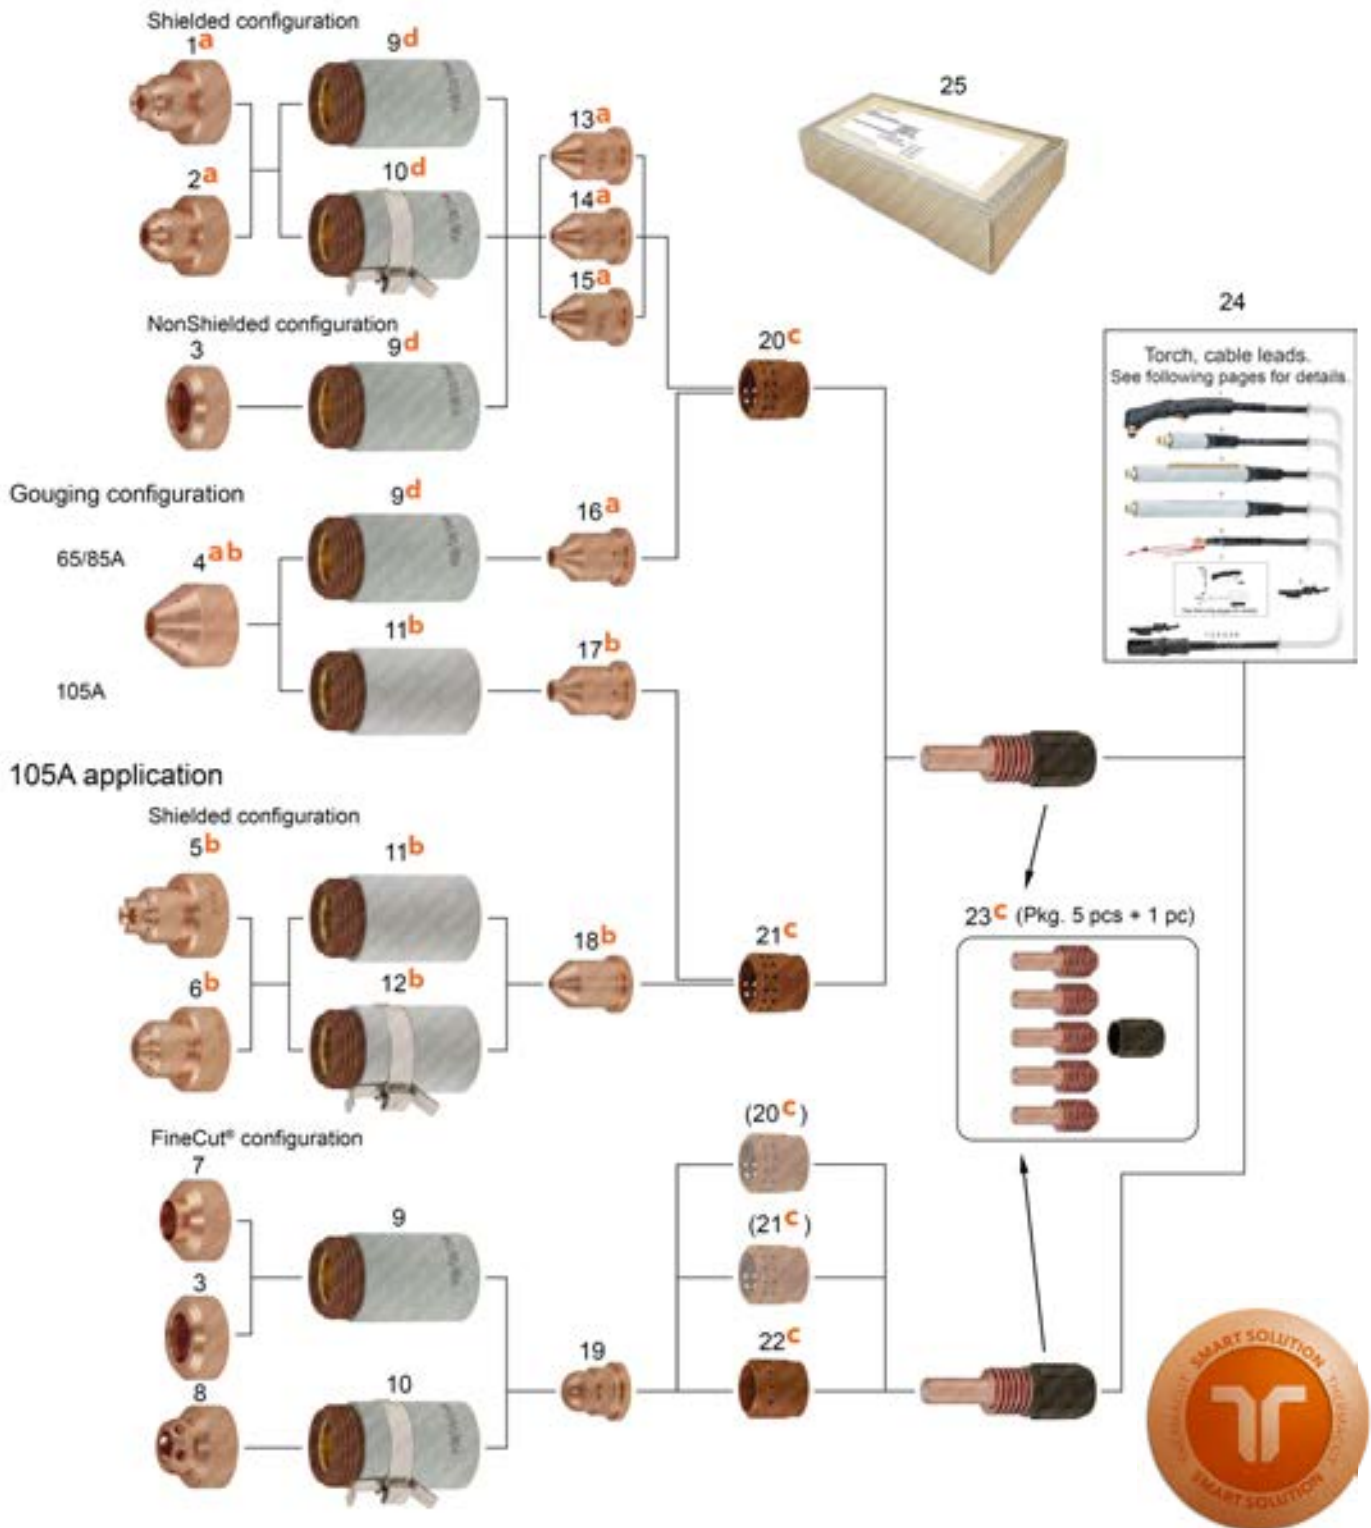 Shielded configuration
1a
9d
2a
10d
13a
14a
15a
25
NonShielded configuration
3
9d
20c
24
Torch, cable leads.
See following pages for details.
Gouging configuration
65/85A
4ab
9d
16a
11b
17b
105A
105A application
Shielded configuration
5b
11b
6b
12b
18b
21c
23c (Pkg. 5 pcs + 1 pc)
FineCut® configuration
7
9
3
8
10
19
(20c)
(21c)
22c
SMART SOLUTION
SMART SOLUTION